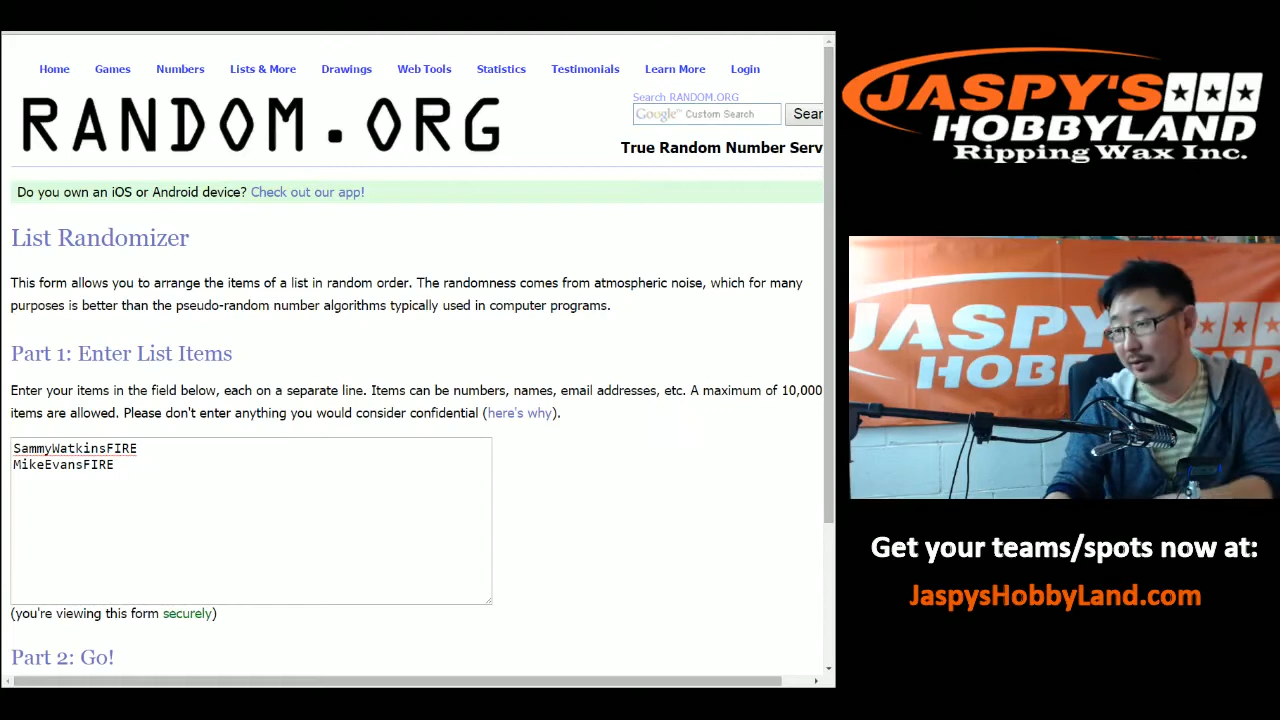 Home Games Numbers Lists & More Drawings Web Tools Statistics Testimonials Learn More Login
RANDOM.ORG
Search RANDOM.ORG
Google™ Custom Search
Sear
True Random Number Serv
Do you own an iOS or Android device? Check out our app!
List Randomizer
This form allows you to arrange the items of a list in random order. The randomness comes from atmospheric noise, which for many
purposes is better than the pseudo-random number algorithms typically used in computer programs.
Part 1: Enter List Items
Enter your items in the field below, each on a separate line. Items can be numbers, names, email addresses, etc. A maximum of 10,000
items are allowed. Please don't enter anything you would consider confidential (here's why).
SammyWatkinsFIRE
MikeEvansFIRE
(you're viewing this form securely)
Part 2: Go!
JASPY'S
HOBBYLAND
Ripping Wax Inc.
JASPY
HOBB
Get your teams/spots now at:
JaspysHobbyLand.com